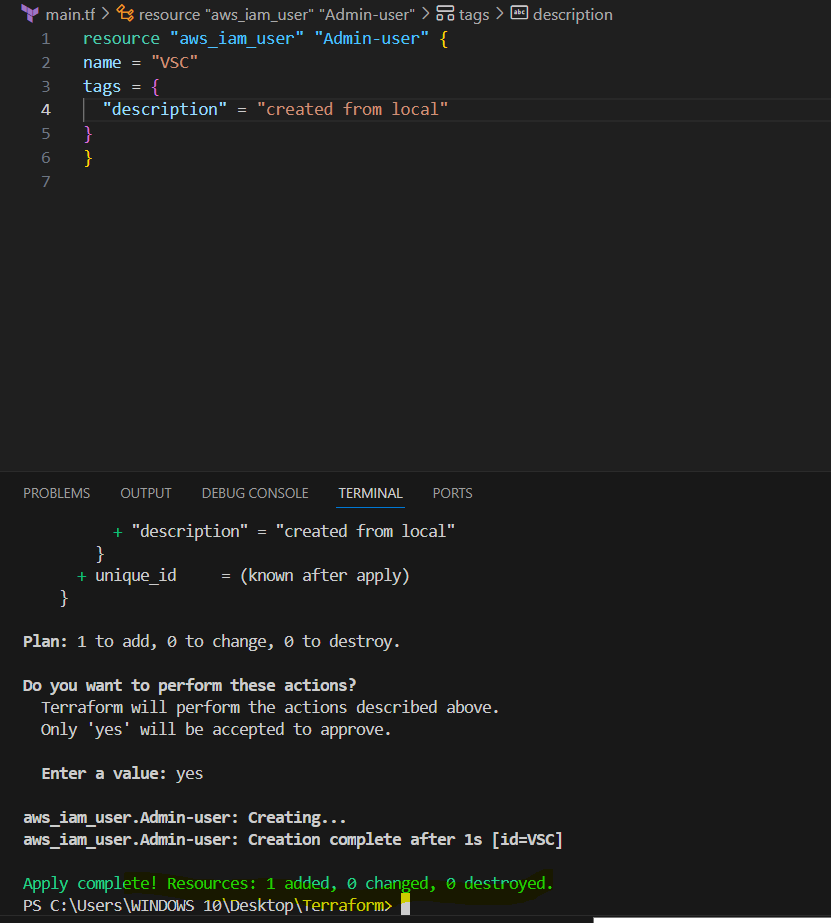 main.tf > resource "aws_iam_user" "Admin-user" > tags > abc description
1 resource "aws_iam_user" "Admin-user" {
2 name = "VSC"
3 tags = {
4 "description" = "created from local"
5 }
6 }
7
PROBLEMS OUTPUT DEBUG CONSOLE TERMINAL PORTS
+ "description" = "created from local"
}
+ unique_id = (known after apply)
}
Plan: 1 to add, 0 to change, 0 to destroy.
Do you want to perform these actions?
Terraform will perform the actions described above.
Only 'yes' will be accepted to approve.
Enter a value: yes
aws_iam_user.Admin-user: Creating...
aws_iam_user.Admin-user: Creation complete after 1s [id=VSC]
Apply complete! Resources: 1 added, 0 changed, 0 destroyed.
PS C:\Users\WINDOWS 10\Desktop\Terraform>